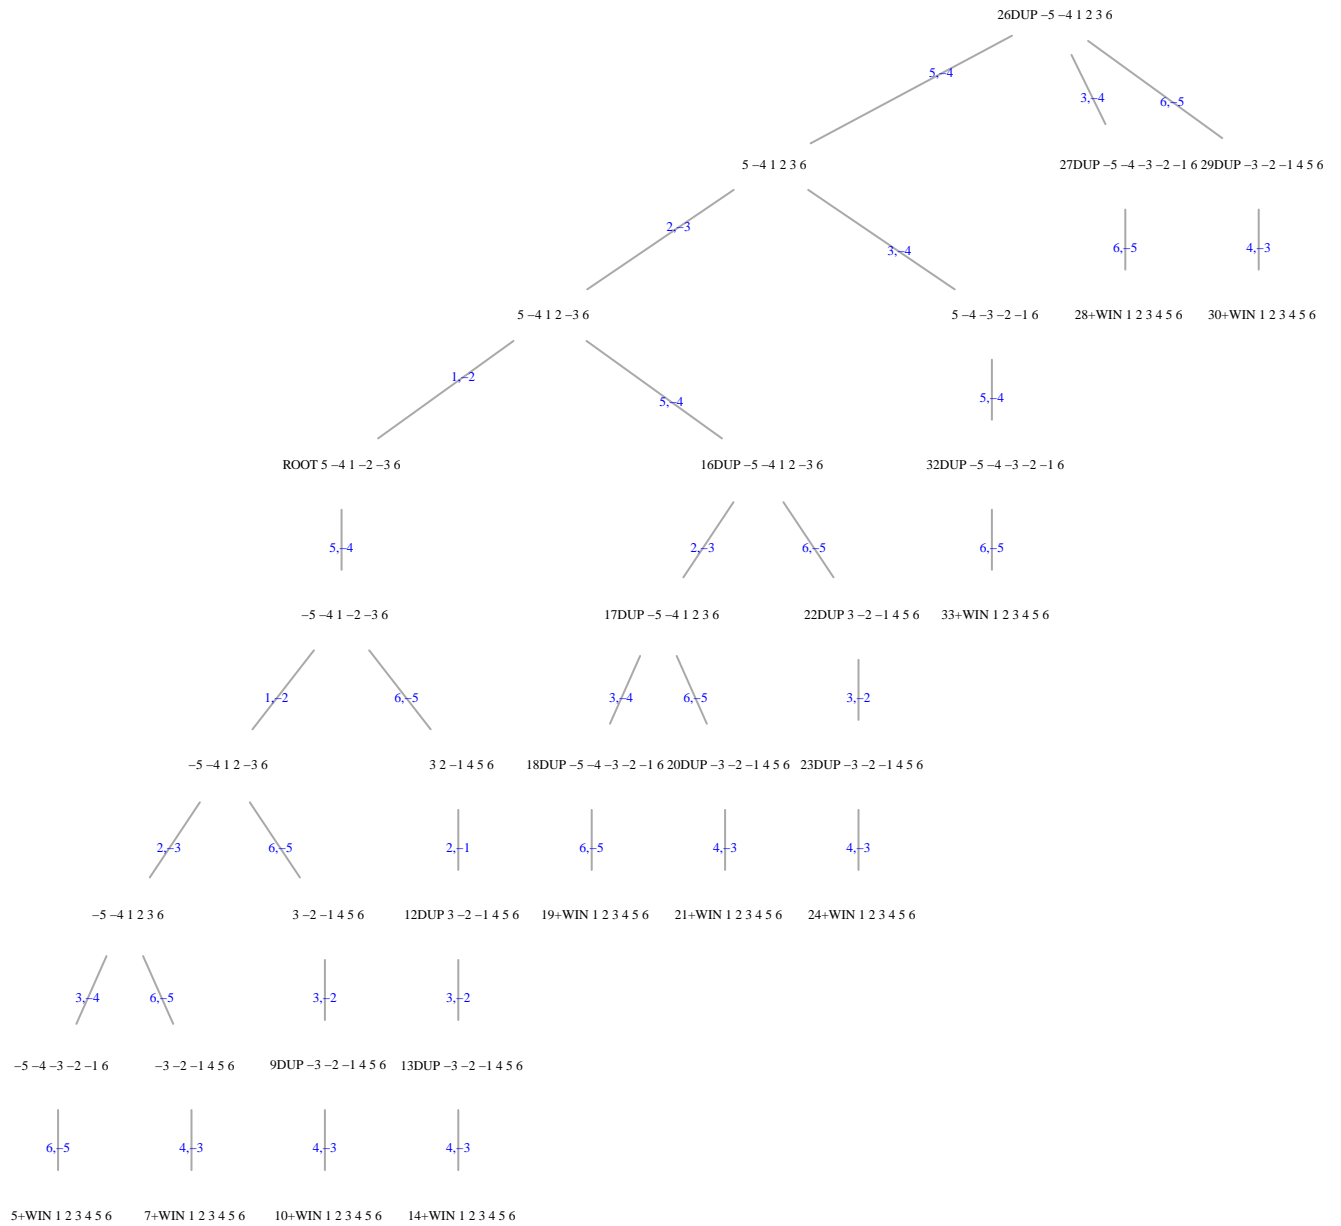 26DUP −5 −4 1 2 3 6
5,−4
3,−4
6,−5
5 −4 1 2 3 6
27DUP −5 −4 −3 −2 −1 6
29DUP −3 −2 −1 4 5 6
2,−3
3,−4
6,−5
4,−3
5 −4 1 2 −3 6
5 −4 −3 −2 −1 6
28+WIN 1 2 3 4 5 6
30+WIN 1 2 3 4 5 6
1,−2
5,−4
5,−4
ROOT 5 −4 1 −2 −3 6
16DUP −5 −4 1 2 −3 6
32DUP −5 −4 −3 −2 −1 6
5,−4
2,−3
6,−5
6,−5
−5 −4 1 −2 −3 6
17DUP −5 −4 1 2 3 6
22DUP 3 −2 −1 4 5 6
33+WIN 1 2 3 4 5 6
1,−2
6,−5
3,−4
6,−5
3,−2
−5 −4 1 2 −3 6
3 2 −1 4 5 6
18DUP −5 −4 −3 −2 −1 6
20DUP −3 −2 −1 4 5 6
23DUP −3 −2 −1 4 5 6
2,−3
6,−5
2,−1
6,−5
4,−3
4,−3
−5 −4 1 2 3 6
3 −2 −1 4 5 6
12DUP 3 −2 −1 4 5 6
19+WIN 1 2 3 4 5 6
21+WIN 1 2 3 4 5 6
24+WIN 1 2 3 4 5 6
3,−4
6,−5
3,−2
3,−2
−5 −4 −3 −2 −1 6
−3 −2 −1 4 5 6
9DUP −3 −2 −1 4 5 6
13DUP −3 −2 −1 4 5 6
6,−5
4,−3
4,−3
4,−3
5+WIN 1 2 3 4 5 6
7+WIN 1 2 3 4 5 6
10+WIN 1 2 3 4 5 6
14+WIN 1 2 3 4 5 6